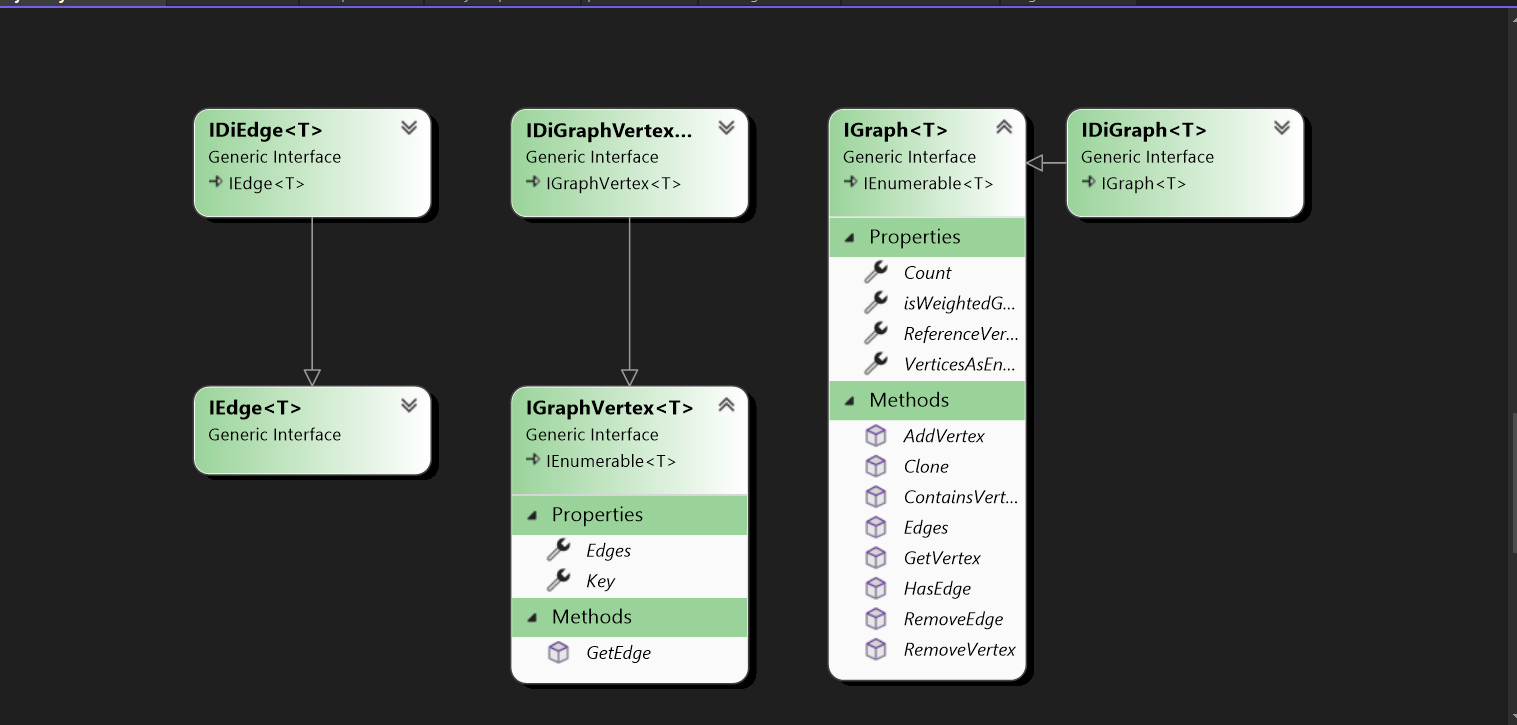 IDiEdge<T>
Generic Interface
IEdge<T>
IDiGraphVertex...
Generic Interface
IGraphVertex<T>
IGraph<T>
Generic Interface
IEnumerable<T>
Properties
Count
isWeightedG...
ReferenceVer...
VerticesAsEn...
Methods
AddVertex
Clone
ContainsVert...
Edges
GetVertex
HasEdge
RemoveEdge
RemoveVertex
IDiGraph<T>
Generic Interface
IGraph<T>
IEdge<T>
Generic Interface
IGraphVertex<T>
Generic Interface
IEnumerable<T>
Properties
Edges
Key
Methods
GetEdge